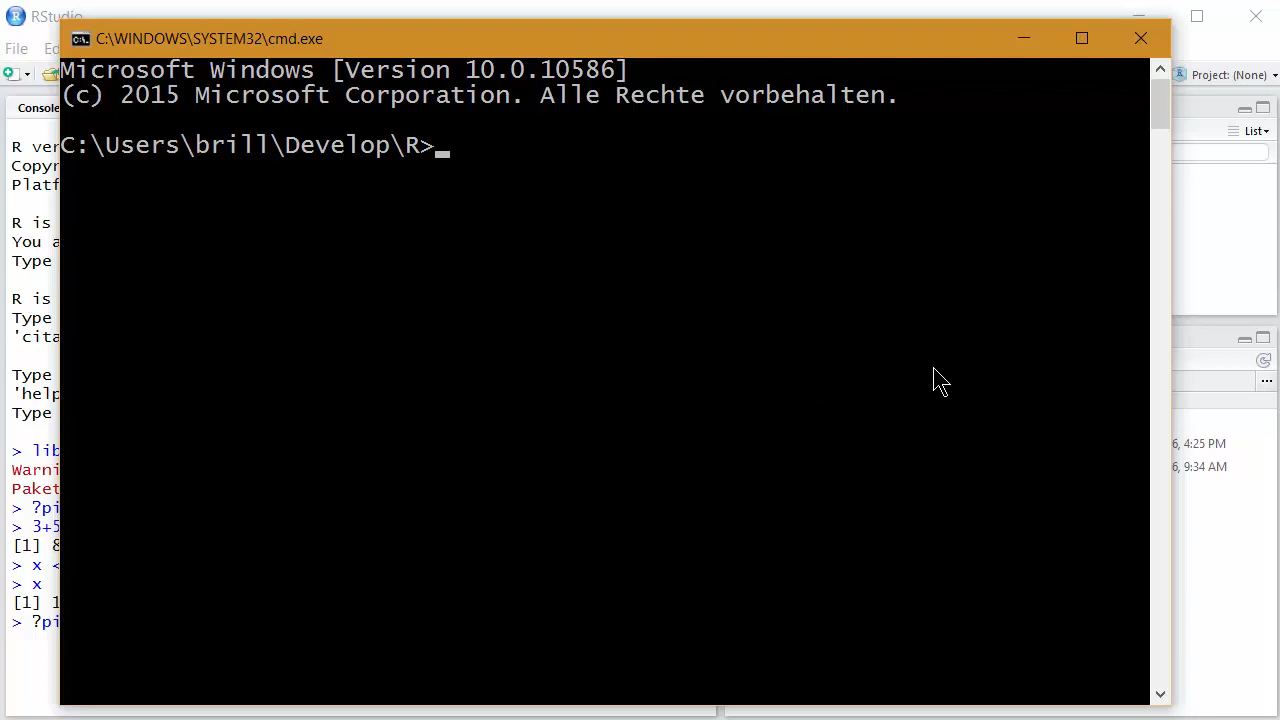 RStudio
C:\WINDOWS\SYSTEM32\cmd.exe
File
Microsoft Windows [Version 10.0.10586]
(c) 2015 Microsoft Corporation. Alle Rechte vorbehalten.
C:\Users\brill\Develop\R>
Project: (None)
Console
List
R ver
Copyr
Platf
R is
You a
Type
R is
Type
'cita
Type
'help
Type
> lib
Warni
Paket
> ?pi
> 3+5
[1] 8
> x <
> x
[1] 1
> ?pi
6, 4:25 PM
6, 9:34 AM